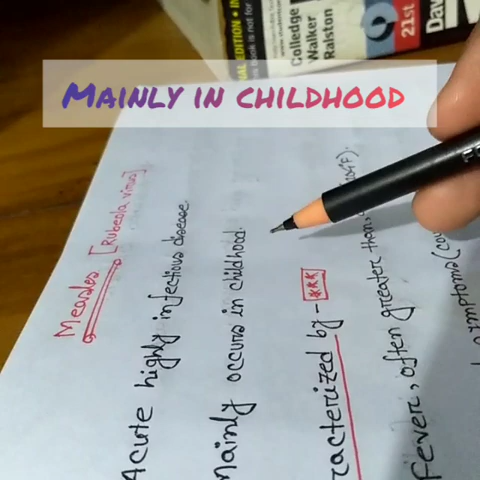 MAINLY IN CHILDHOOD
Colledge
Walker
Ralston
21st
Measles [Rubeola virus]
Acute highly infectious disease.
Mainly occurs in childhood.
racterized by - ***
Fever, often greater than,